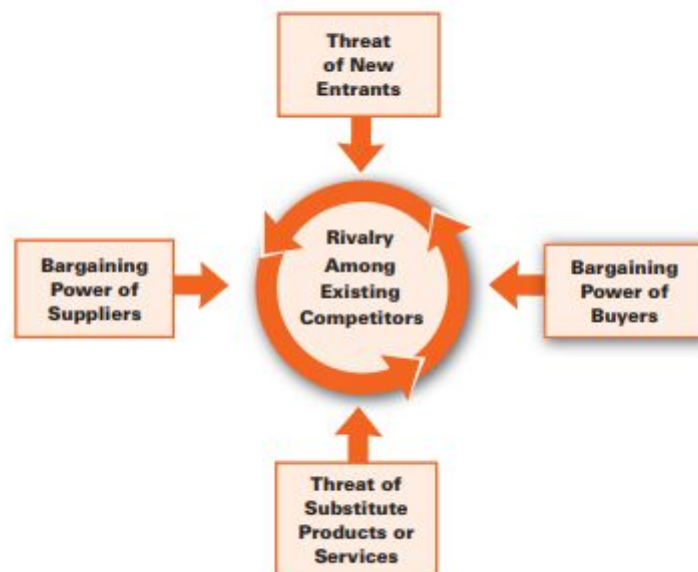 Threat
of New
Entrants
Rivalry
Among
Existing
Competitors
Bargaining
Power of
Suppliers
Bargaining
Power of
Buyers
Threat of
Substitute
Products or
Services